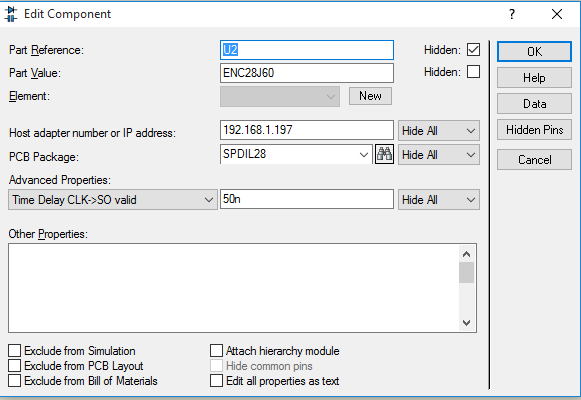 Edit Component
? 
Part Reference: U2 Hidden: OK
Part Value: ENC28J60 Hidden: Help
Element: New Data
Host adapter number or IP address: 192.168.1.197 Hide All Hidden Pins
PCB Package: SPDIL28 Hide All Cancel
Advanced Properties:
Time Delay CLK->SO valid 50n Hide All
Other Properties:
Exclude from Simulation Attach hierarchy module
Exclude from PCB Layout Hide common pins
Exclude from Bill of Materials Edit all properties as text